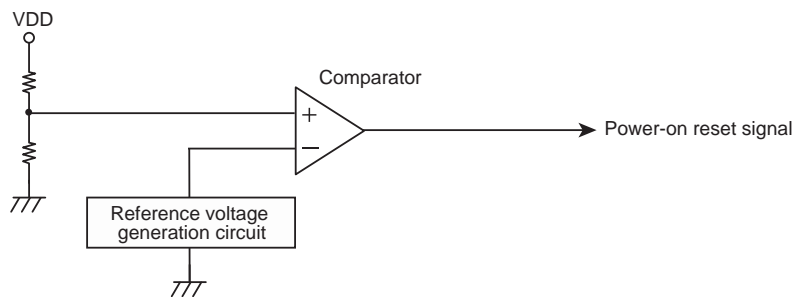 VDD
Comparator
+
−
Power-on reset signal
Reference voltage
generation circuit